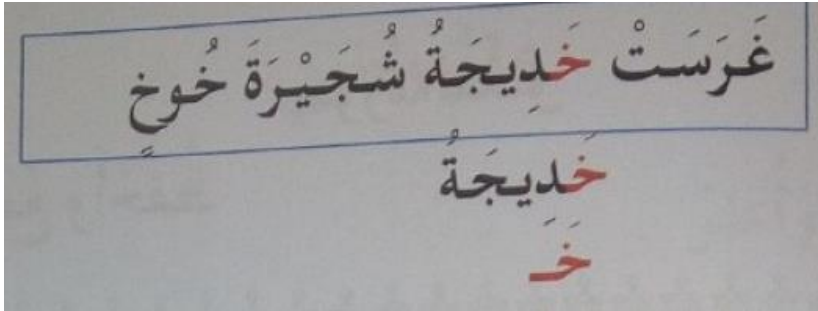 غَرَسَتْ خَدِيجَةُ شُجَيْرَةَ خُوخٍ
خَدِيجَةُ
خَـ